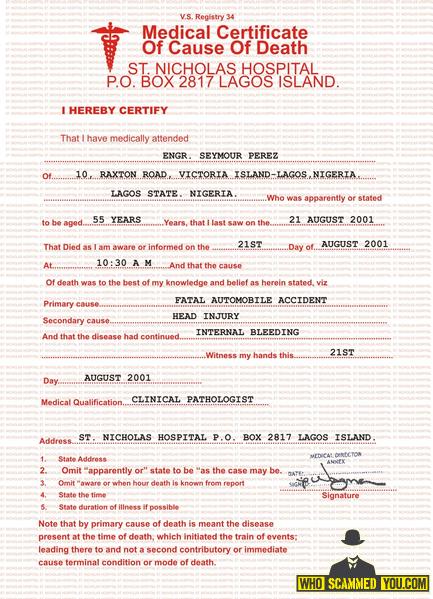 V.S. Registry 34
Medical Certificate
Of Cause Of Death
ST. NICHOLAS HOSPITAL
P.O. BOX 2817 LAGOS ISLAND.
I HEREBY CERTIFY
That I have medically attended
ENGR. SEYMOUR PEREZ
Of 10, RAXTON ROAD, VICTORIA ISLAND-LAGOS,NIGERIA.
LAGOS STATE. NIGERIA. Who was apparently or stated
to be aged 55 YEARS Years, that I last saw on the 21 AUGUST 2001
That Died as I am aware or informed on the 21ST Day of AUGUST 2001
At 10:30 A M And that the cause
Of death was to the best of my knowledge and belief as herein stated, viz
Primary cause FATAL AUTOMOBILE ACCIDENT
Secondary cause HEAD INJURY
And that the disease had continued INTERNAL BLEEDING
Witness my hands this 21ST
Day AUGUST 2001
Medical Qualification CLINICAL PATHOLOGIST
Address ST. NICHOLAS HOSPITAL P.O. BOX 2817 LAGOS ISLAND.
1. State Address
2. Omit "apparently or" state to be "as the case may be.
3. Omit "aware or when hour death is known from report
4. State the time
5. State duration of illness if possible
MEDICAL DIRECTOR
ANNEX
DATE:
SIGN
Signature
Note that by primary cause of death is meant the disease
present at the time of death, which initiated the train of events;
leading there to and not a second contributory or immediate
cause terminal condition or mode of death.
WHO SCAMMED YOU.COM